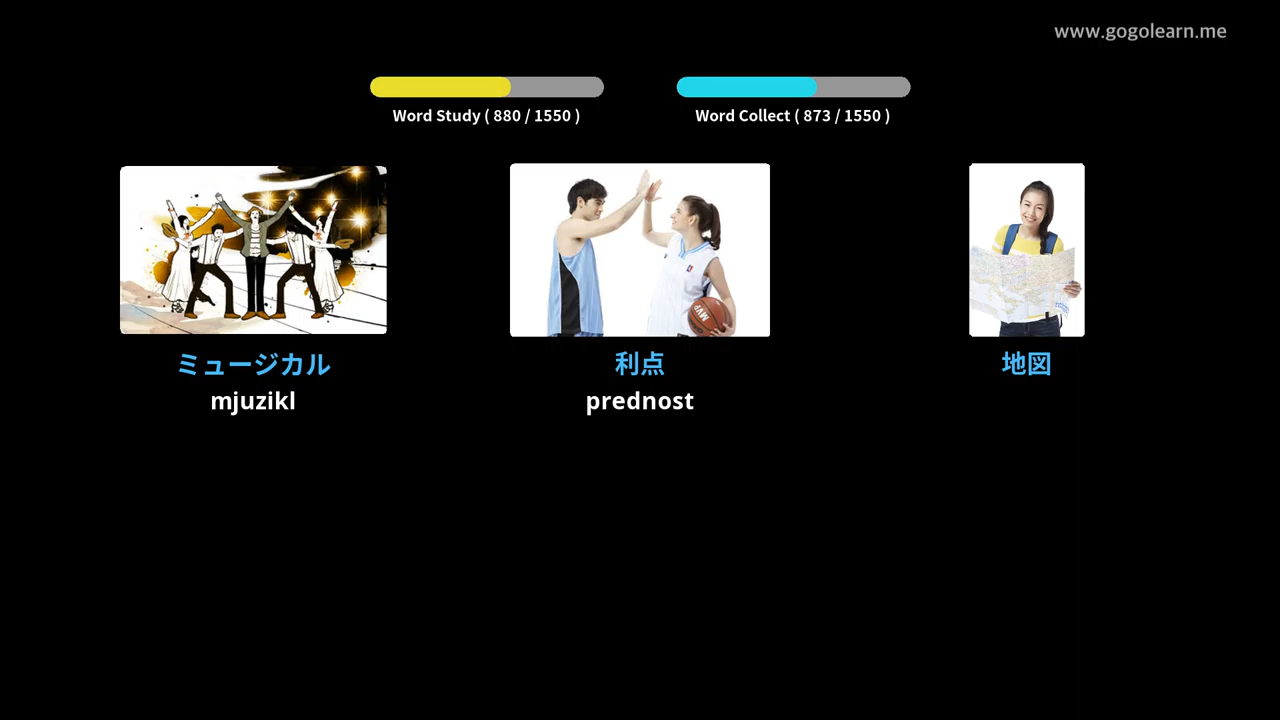 www.gogolearn.me
Word Study ( 880 / 1550 )
Word Collect ( 873 / 1550 )
MVP
ミュージカル
利点
地図
mjuzikl
prednost